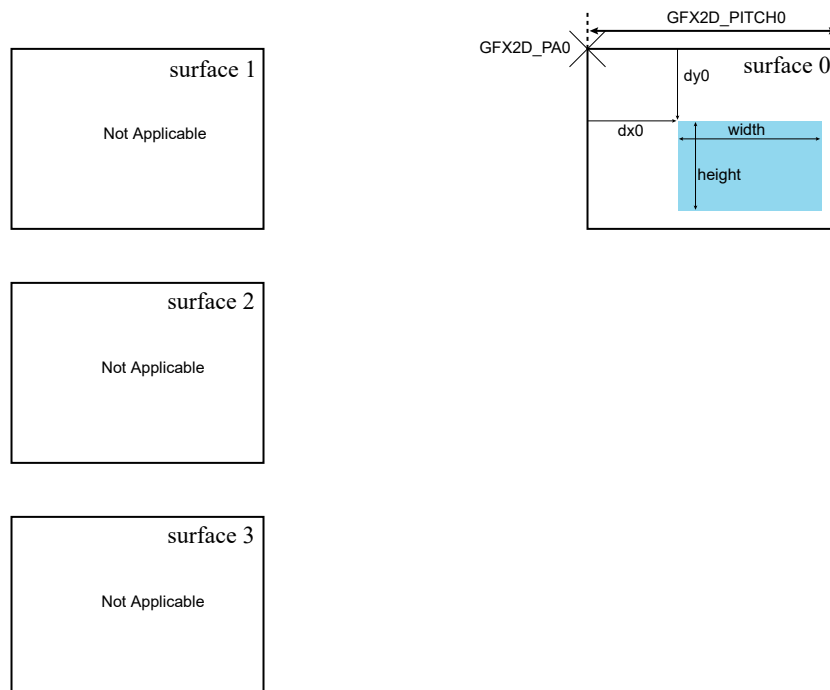 GFX2D_PITCH0
GFX2D_PA0
surface 1
surface 0
dy0
Not Applicable
dx0
width
height
surface 2
Not Applicable
surface 3
Not Applicable